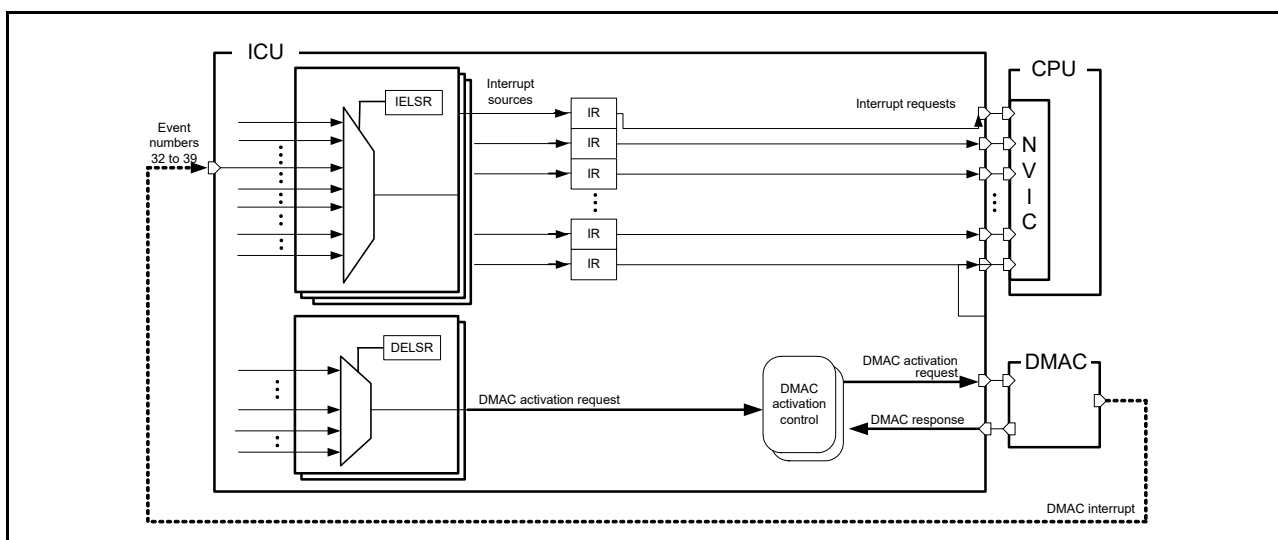 ICU
CPU
IELSR
Interrupt
sources
Interrupt requests
Event
numbers
32 to 39
IR
IR
IR
IR
IR
N
V
I
C
DELSR
DMAC activation request
DMAC
activation
control
DMAC activation
request
DMAC response
DMAC
DMAC interrupt